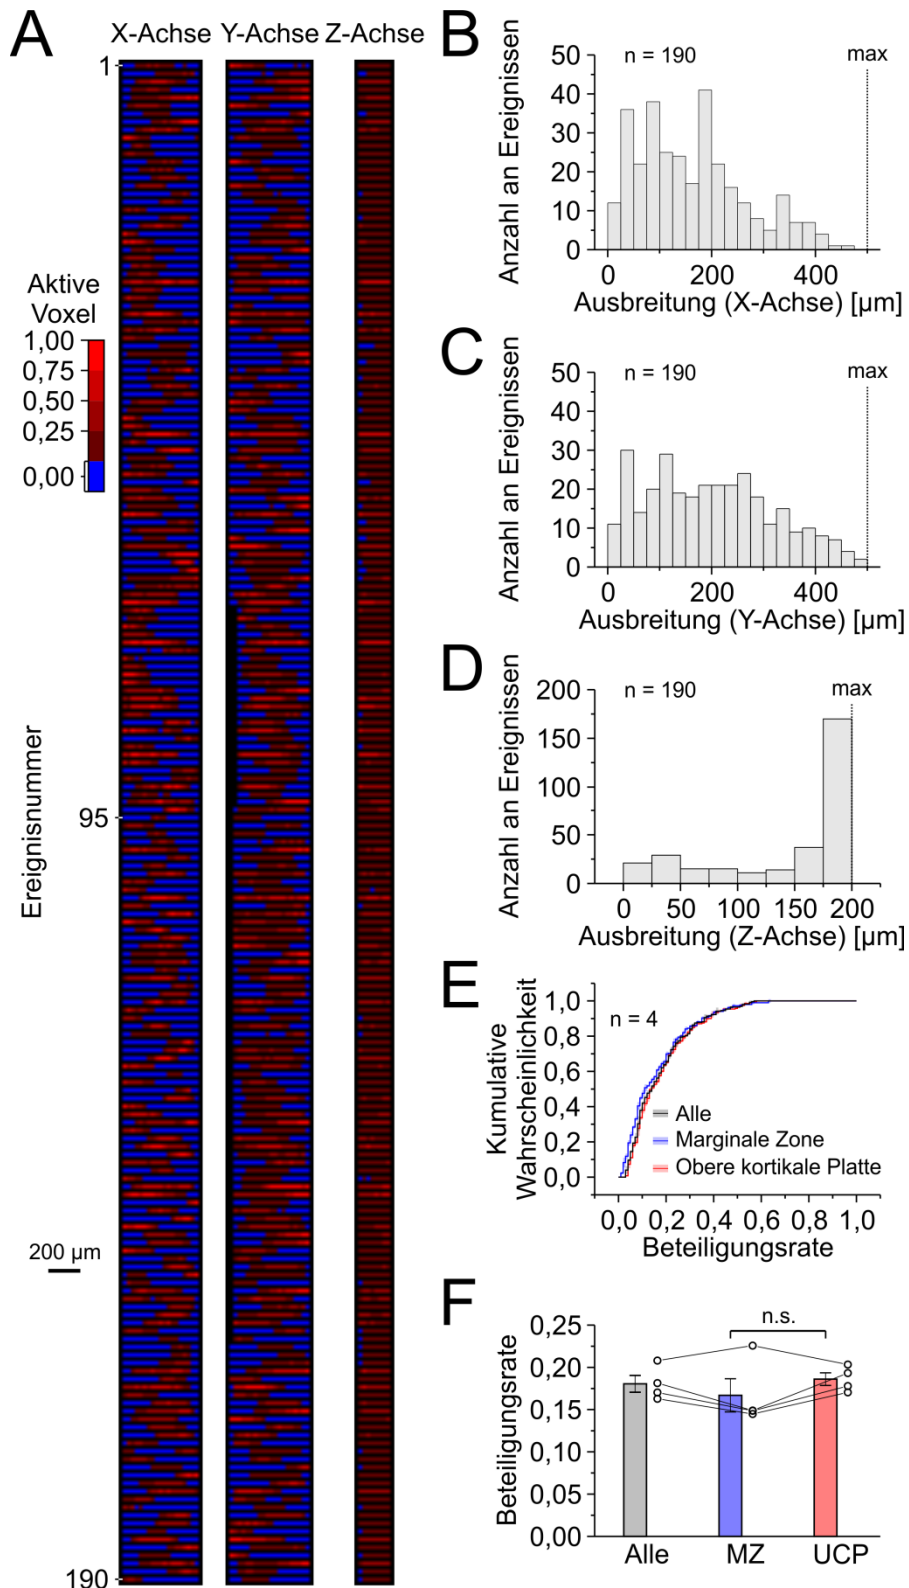 A
X-Achse Y-Achse Z-Achse
1
Aktive
Voxel
1,00
0,75
0,50
0,25
0,00
Ereignisnummer
95
200 µm
190
B
Anzahl an Ereignissen
50
40
30
20
10
0
n = 190
max
0 200 400
Ausbreitung (X-Achse) [µm]
C
Anzahl an Ereignissen
50
40
30
20
10
0
n = 190
max
0 200 400
Ausbreitung (Y-Achse) [µm]
D
Anzahl an Ereignissen
200
150
100
50
0
n = 190
max
0 50 100 150 200
Ausbreitung (Z-Achse) [µm]
E
Kumulative
Wahrscheinlichkeit
1,0
0,8
0,6
0,4
0,2
0,0
n = 4
Alle
Marginale Zone
Obere kortikale Platte
0,0 0,2 0,4 0,6 0,8 1,0
Beteiligungsrate
F
Beteiligungsrate
0,25
0,20
0,15
0,10
0,05
0,00
n.s.
Alle MZ UCP